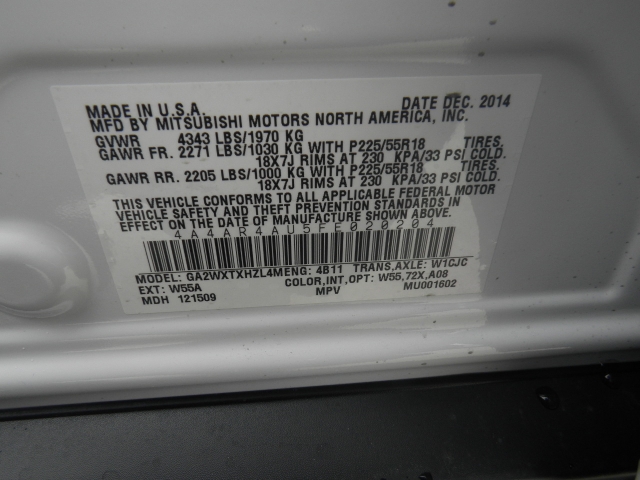 MADE IN U.S.A. DATE DEC. 2014
MFD BY MITSUBISHI MOTORS NORTH AMERICA, INC.
GVWR 4343 LBS/1970 KG
GAWR FR. 2271 LBS/1030 KG WITH P225/55R18 TIRES,
18X7J RIMS AT 230 KPA/33 PSI COLD.
GAWR RR. 2205 LBS/1000 KG WITH P225/55R18 TIRES,
18X7J RIMS AT 230 KPA/33 PSI COLD.
THIS VEHICLE CONFORMS TO ALL APPLICABLE FEDERAL MOTOR
VEHICLE SAFETY AND THEFT PREVENTION STANDARDS IN
EFFECT ON THE DATE OF MANUFACTURE SHOWN ABOVE.
4A4AR4AU5FE020204
MODEL: GA2WXTXHZL4MENG: 4B11 TRANS,AXLE: W1CJC
EXT: W55A COLOR,INT,OPT: W55,72X,A08
MDH 121509 MPV MU001602